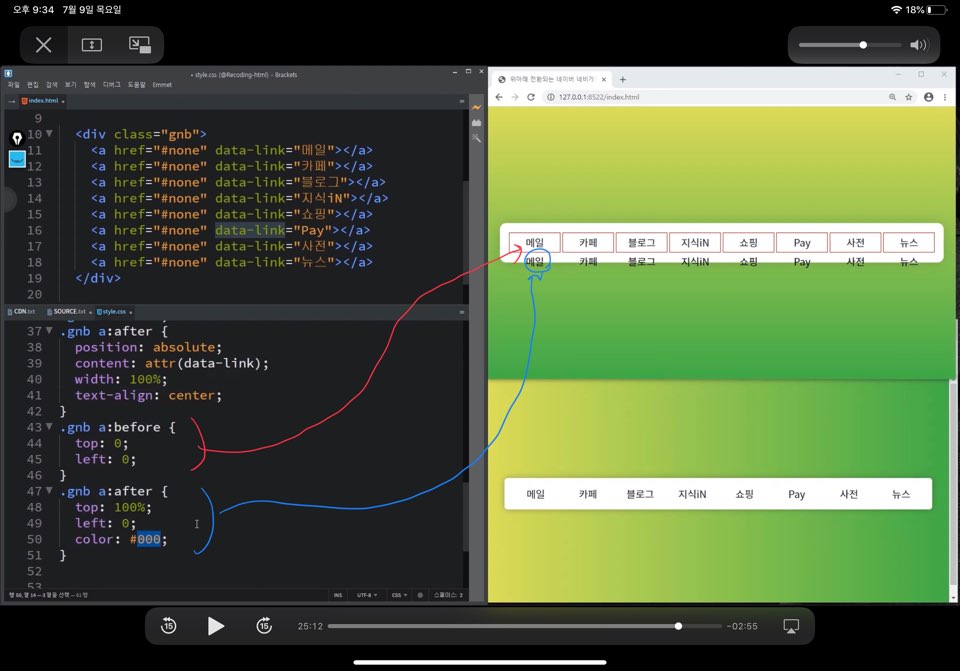 오후 9:34 7월 9일 목요일
18%
• style.css (@Recoding-html) - Brackets
파일 편집 검색 보기 탐색 디버그 도움말 Emmet
index.html
9
10 <div class="gnb">
11 <a href="#none" data-link="메일"></a>
12 <a href="#none" data-link="카페"></a>
13 <a href="#none" data-link="블로그"></a>
14 <a href="#none" data-link="지식iN"></a>
15 <a href="#none" data-link="쇼핑"></a>
16 <a href="#none" data-link="Pay"></a>
17 <a href="#none" data-link="사전"></a>
18 <a href="#none" data-link="뉴스"></a>
19 </div>
20
CDN.txt SOURCE.txt style.css
37 .gnb a:after {
38 position: absolute;
39 content: attr(data-link);
40 width: 100%;
41 text-align: center;
42 }
43 .gnb a:before {
44 top: 0;
45 left: 0;
46 }
47 .gnb a:after {
48 top: 100%;
49 left: 0;
50 color: #000;
51 }
52
53
행 50, 열 14 — 3 열을 선택 — 61 행
INS UTF-8 CSS 스페이스: 2
위아래 전환되는 네이버 네비게
127.0.0.1:8522/index.html
메일 카페 블로그 지식iN 쇼핑 Pay 사전 뉴스
메일 카페 블로그 지식iN 쇼핑 Pay 사전 뉴스
메일 카페 블로그 지식iN 쇼핑 Pay 사전 뉴스
15 15 25:12 -02:55